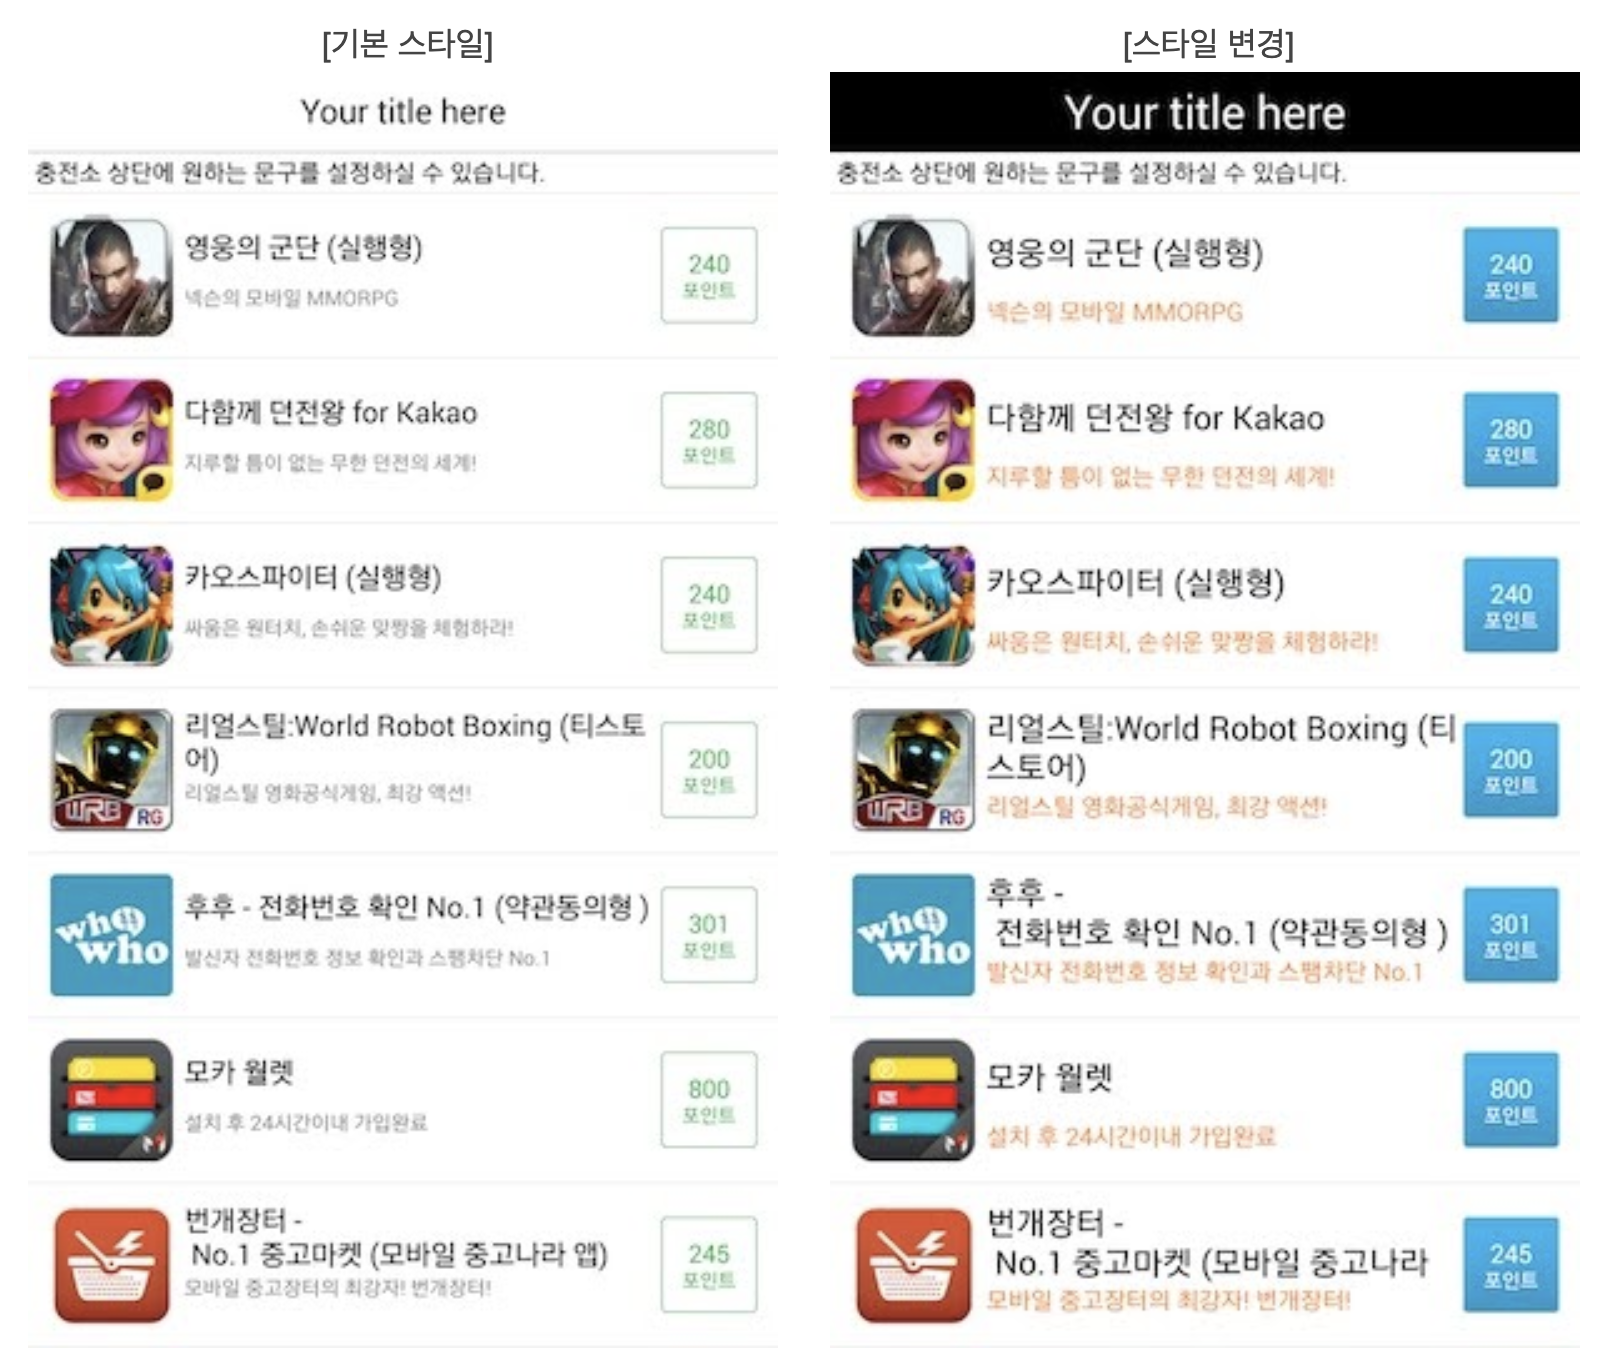 [기본 스타일]
Your title here
충전소 상단에 원하는 문구를 설정하실 수 있습니다.
영웅의 군단 (실행형)
넥슨의 모바일 MMORPG
240
포인트
다함께 던전왕 for Kakao
지루할 틈이 없는 무한 던전의 세계!
280
포인트
카오스파이터 (실행형)
싸움은 원터치, 손쉬운 맞짱을 체험하라!
240
포인트
WRB RG
리얼스틸:World Robot Boxing (티스토
어)
리얼스틸 영화공식게임, 최강 액션!
200
포인트
who
who
후후 - 전화번호 확인 No.1 (약관동의형 )
발신자 전화번호 정보 확인과 스팸차단 No.1
301
포인트
모카 월렛
설치 후 24시간이내 가입완료
800
포인트
번개장터 -
No.1 중고마켓 (모바일 중고나라 앱)
모바일 중고장터의 최강자! 번개장터!
245
포인트
[스타일 변경]
Your title here
충전소 상단에 원하는 문구를 설정하실 수 있습니다.
영웅의 군단 (실행형)
넥슨의 모바일 MMORPG
240
포인트
다함께 던전왕 for Kakao
지루할 틈이 없는 무한 던전의 세계!
280
포인트
카오스파이터 (실행형)
싸움은 원터치, 손쉬운 맞짱을 체험하라!
240
포인트
WRB RG
리얼스틸:World Robot Boxing (티
스토어)
리얼스틸 영화공식게임, 최강 액션!
200
포인트
who
who
후후 -
전화번호 확인 No.1 (약관동의형 )
발신자 전화번호 정보 확인과 스팸차단 No.1
301
포인트
모카 월렛
설치 후 24시간이내 가입완료
800
포인트
번개장터 -
No.1 중고마켓 (모바일 중고나라
모바일 중고장터의 최강자! 번개장터!
245
포인트